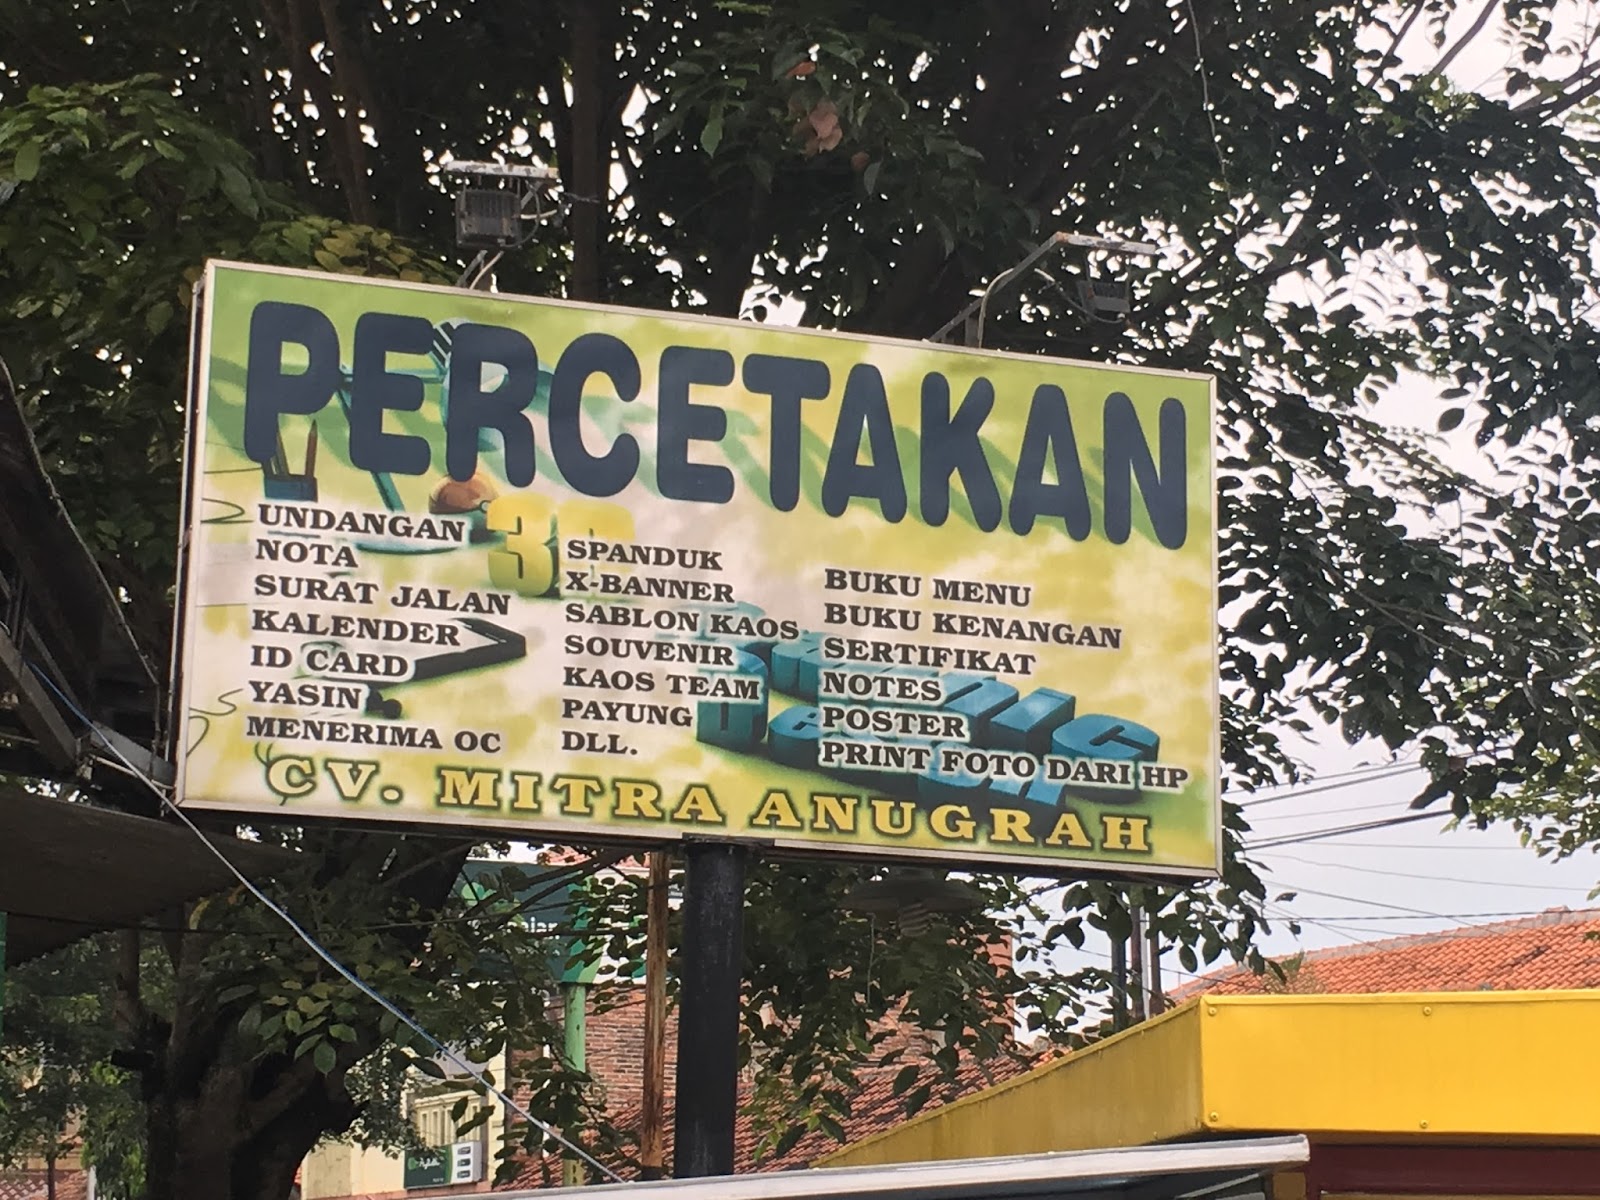 PERCETAKAN
UNDANGAN
NOTA
SURAT JALAN
KALENDER
ID CARD
YASIN
MENERIMA OC
SPANDUK
X-BANNER
SABLON KAOS
SOUVENIR
KAOS TEAM
PAYUNG
DLL.
BUKU MENU
BUKU KENANGAN
SERTIFIKAT
NOTES
POSTER
PRINT FOTO DARI HP
CV. MITRA ANUGRAH